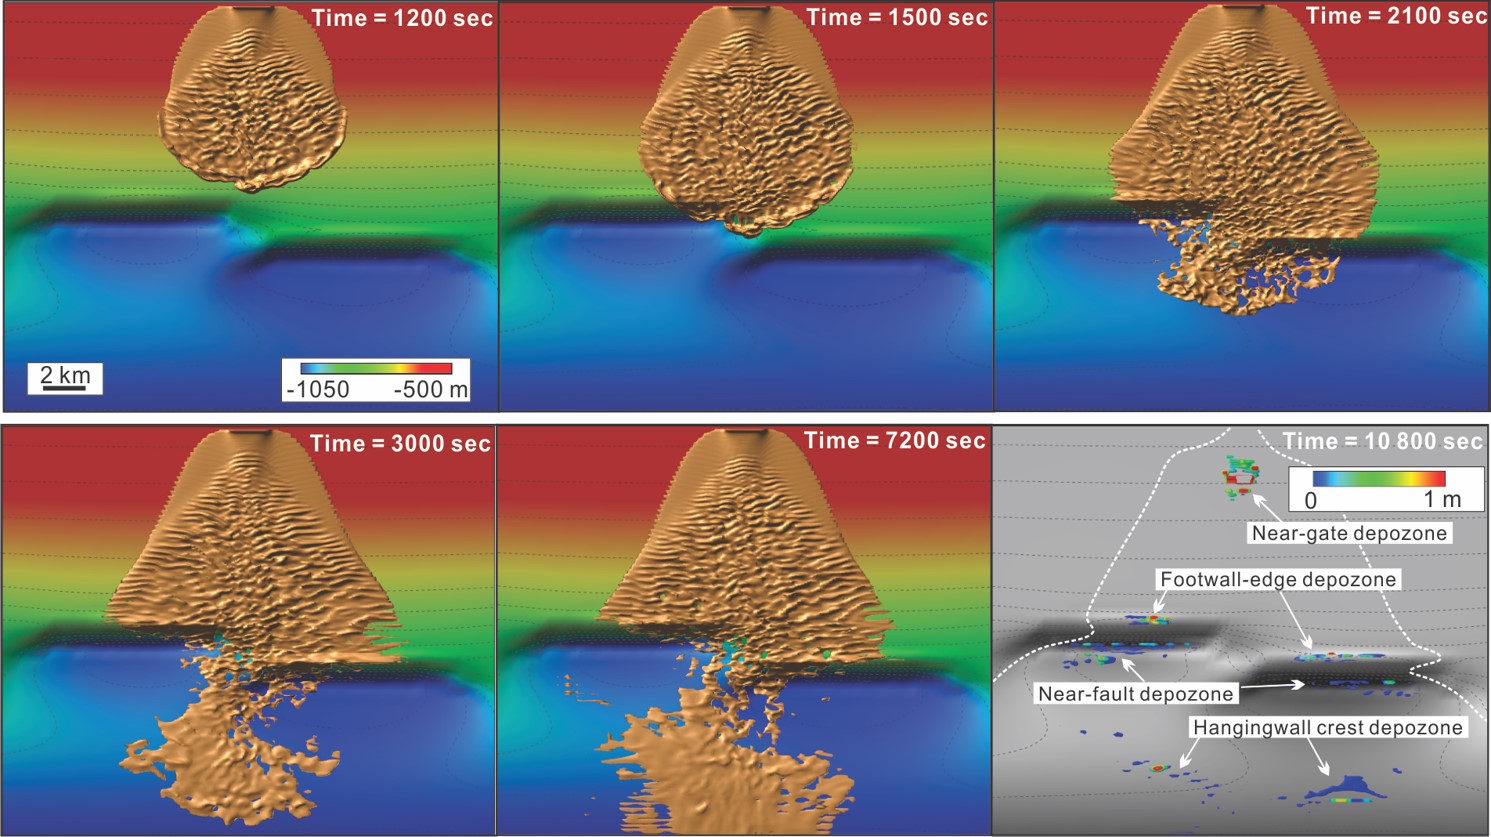 Time = 1200 sec
Time = 1500 sec
Time = 2100 sec
2 km
-1050 -500 m
Time = 3000 sec
Time = 7200 sec
Time = 10 800 sec
0 1 m
Near-gate depozone
Footwall-edge depozone
Near-fault depozone
Hangingwall crest depozone